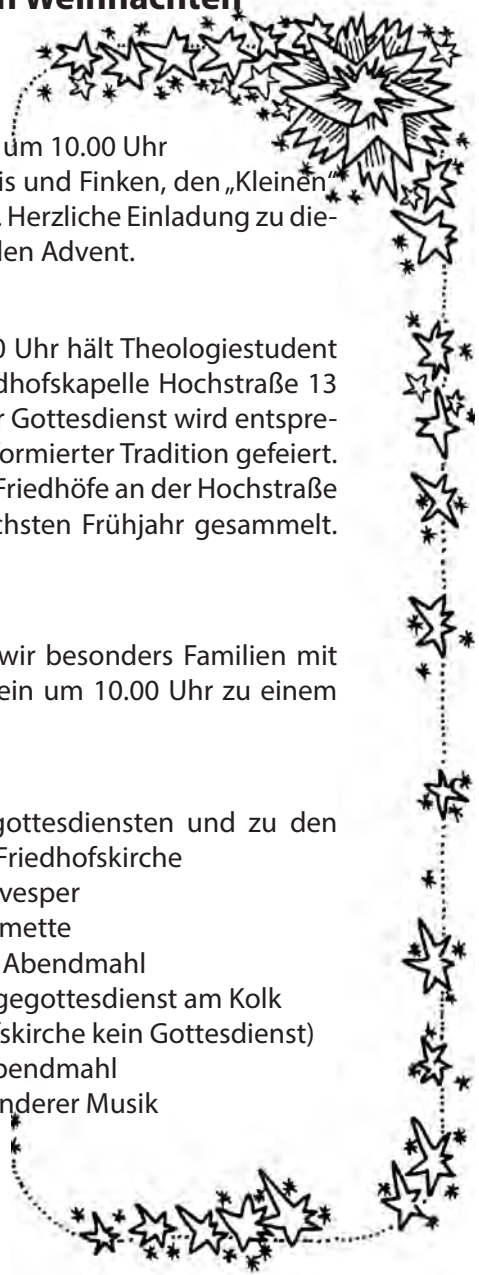 Weihnachten
um 10.00 Uhr
is und Finken, den „Kleinen“
. Herzliche Einladung zu die-
den Advent.
0 Uhr hält Theologiestudent
dhofskapelle Hochstraße 13
r Gottesdienst wird entspre-
formierter Tradition gefeiert.
Friedhöfe an der Hochstraße
chsten Frühjahr gesammelt.
wir besonders Familien mit
ein um 10.00 Uhr zu einem
gottesdiensten und zu den
Friedhofskirche
vesper
mette
Abendmahl
gegottesdienst am Kolk
skirche kein Gottesdienst)
bendmahl
nderer Musik